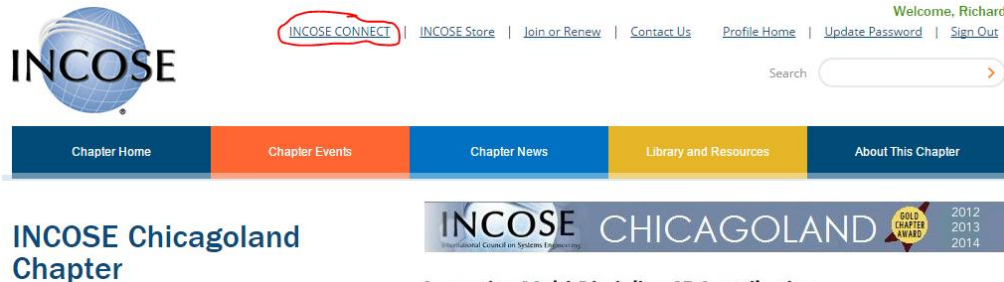 Welcome, Richard
INCOSE CONNECT | INCOSE Store | Join or Renew | Contact Us Profile Home | Update Password | Sign Out
INCOSE
Search
Chapter Home Chapter Events Chapter News Library and Resources About This Chapter
INCOSE Chicagoland
Chapter
INCOSE
International Council on Systems Engineering
CHICAGOLAND
GOLD
CHAPTER
AWARD
2012
2013
2014